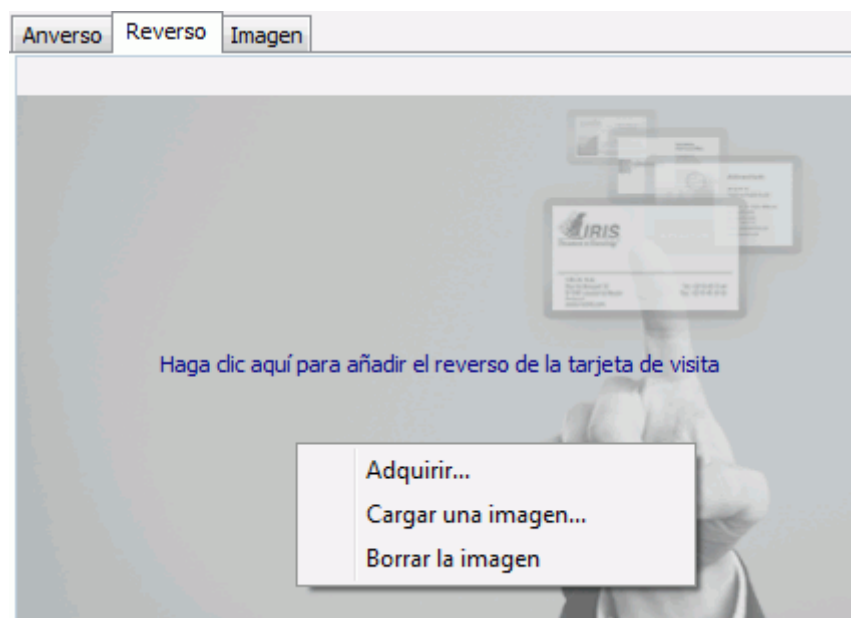 Anverso
Reverso
Imagen
IRIS
Haga clic aquí para añadir el reverso de la tarjeta de visita
Adquirir...
Cargar una imagen...
Borrar la imagen